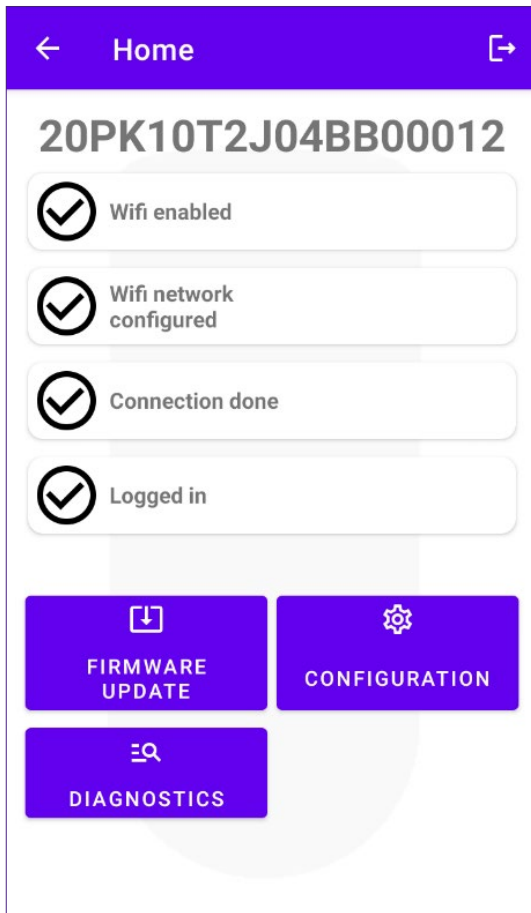 Home
20PK10T2J04BB00012
Wifi enabled
Wifi network
configured
Connection done
Logged in
FIRMWARE
UPDATE
CONFIGURATION
DIAGNOSTICS